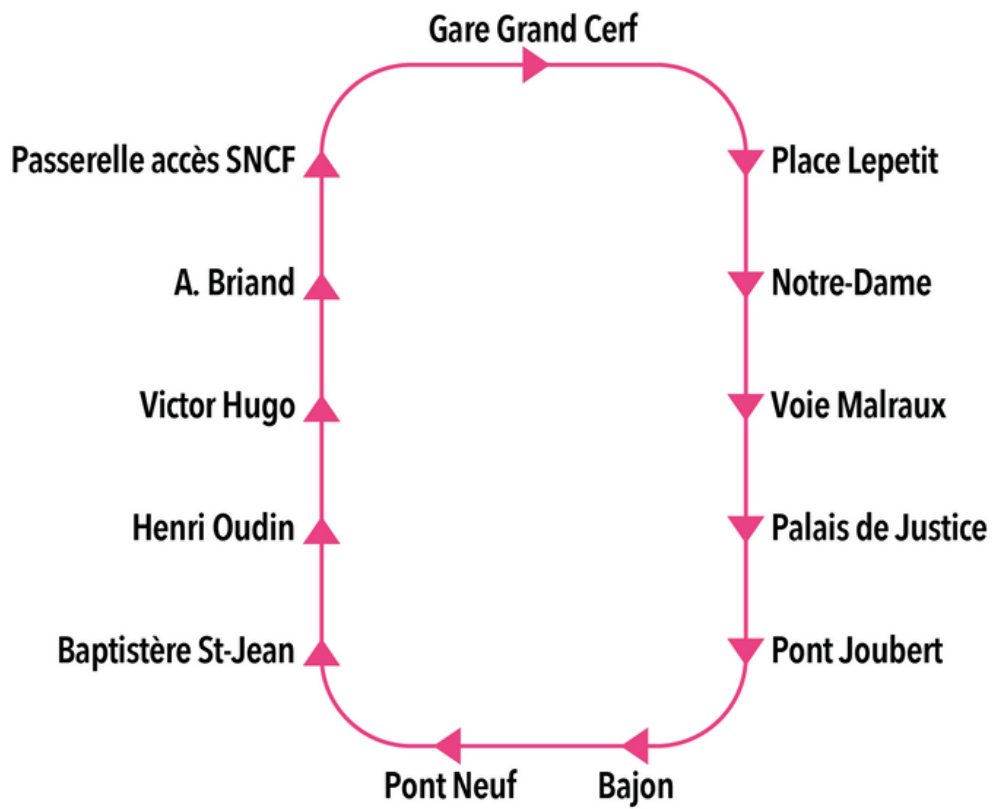 Gare Grand Cerf
Passerelle accès SNCF
Place Lepetit
A. Briand
Notre-Dame
Victor Hugo
Voie Malraux
Henri Oudin
Palais de Justice
Baptistère St-Jean
Pont Joubert
Pont Neuf
Bajon